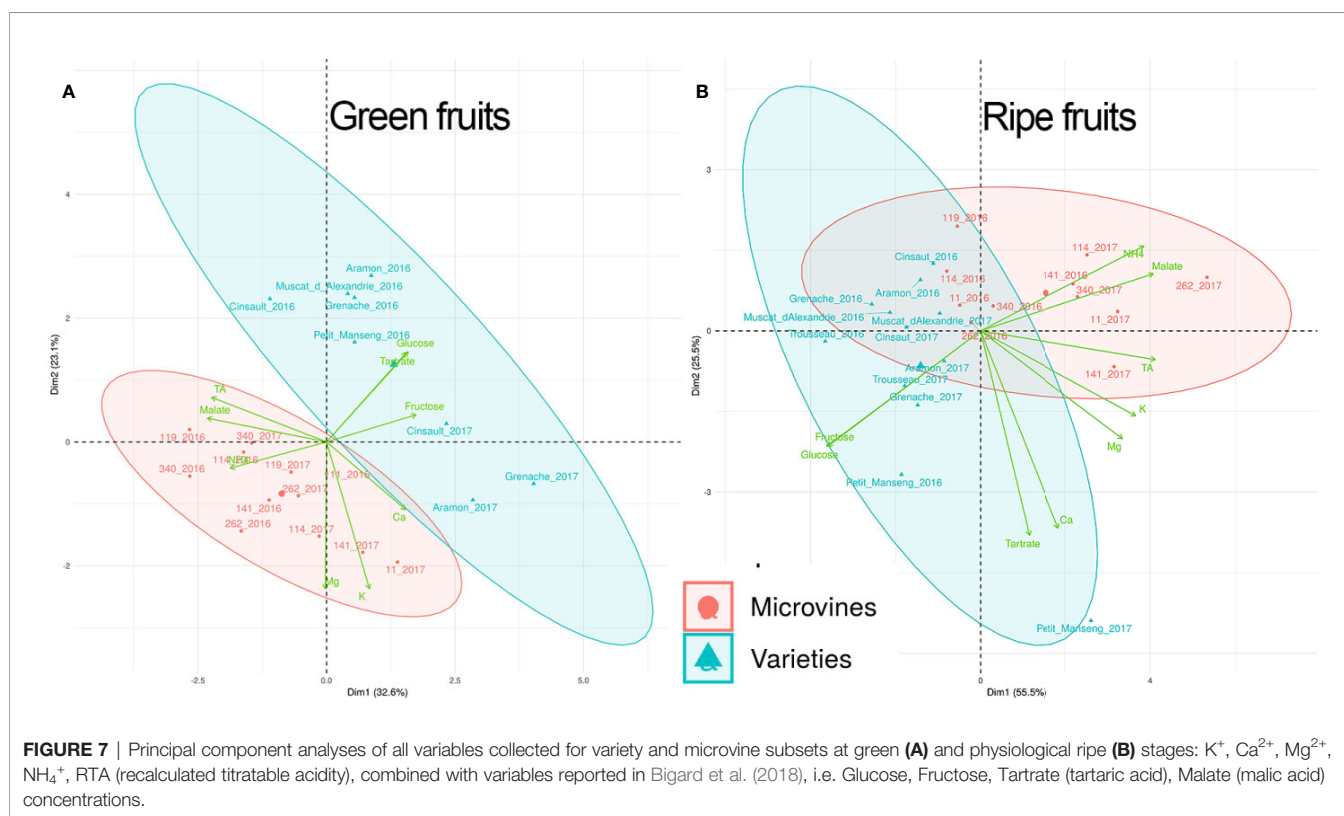 A
Green fruits
Aramon_2016
Muscat_d_Alexandrie_2016
Grenache_2016
Cinsault_2016
Petit_Manseng_2016
Glucose
Tartrate
TA
Malate
Fructose
Cinsault_2017
119_2016
340_2017
114_2016
NH4
340_2016
119_2017
11_2016
262_2017
Grenache_2017
141_2016
Aramon_2017
262_2016
Ca
114_2017
141_2017
11_2017
Mg
K
4
2
0
-2
Dim2 (23.1%)
-2.5
0.0
2.5
5.0
Dim1 (32.6%)
B
Ripe fruits
119_2016
Cinsaut_2016
114_2017
NH4
Malate
114_2016
141_2016
262_2017
Aramon_2016
340_2017
Grenache_2016
11_2016
340_2016
11_2017
Muscat_dAlexandrie_2016
Muscat_dAlexandrie_2017
Trousseau_2016
Cinsaut_2017
262_2016
Aramon_2017
TA
141_2017
Trousseau_2017
Grenache_2017
K
Fructose
Glucose
Mg
Petit_Manseng_2016
Ca
Tartrate
Petit_Manseng_2017
3
0
-3
Dim2 (25.5%)
0
4
Dim1 (55.5%)
Microvines
Varieties
FIGURE 7 | Principal component analyses of all variables collected for variety and microvine subsets at green (A) and physiological ripe (B) stages: K⁺, Ca²⁺, Mg²⁺,
NH₄⁺, RTA (recalculated titratable acidity), combined with variables reported in Bigard et al. (2018), i.e. Glucose, Fructose, Tartrate (tartaric acid), Malate (malic acid)
concentrations.